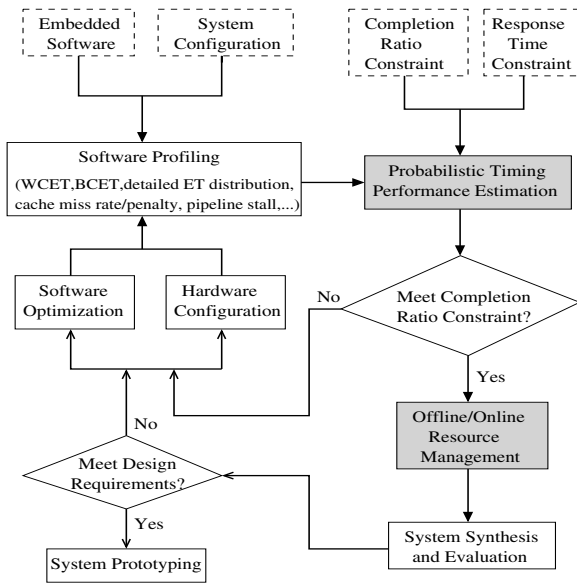 Embedded
Software
System
Configuration
Completion
Ratio
Constraint
Response
Time
Constraint
Software Profiling
(WCET,BCET,detailed ET distribution,
cache miss rate/penalty, pipeline stall,...)
Probabilistic Timing
Performance Estimation
Software
Optimization
Hardware
Configuration
No
Meet Completion
Ratio Constraint?
Yes
Offline/Online
Resource
Management
No
Meet Design
Requirements?
Yes
System Prototyping
System Synthesis
and Evaluation